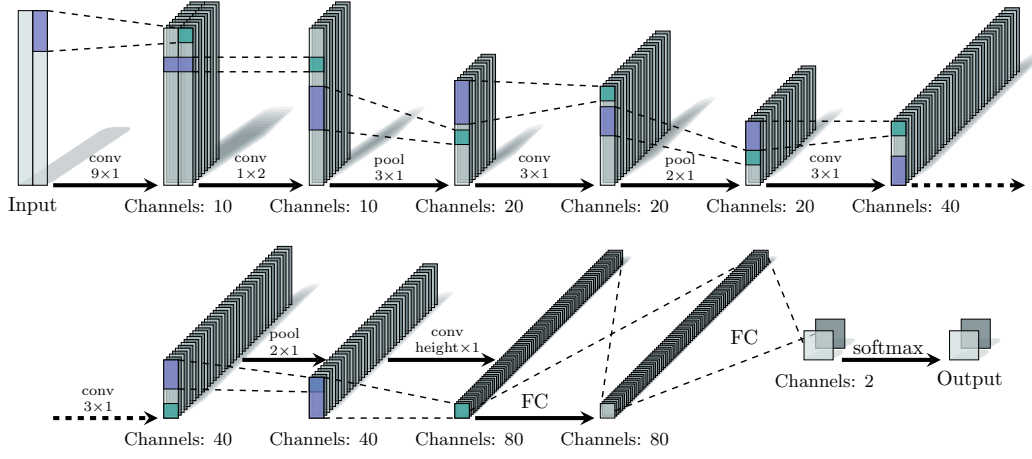 conv
9×1
conv
1×2
pool
3×1
conv
3×1
pool
2×1
conv
3×1
Input
Channels: 10
Channels: 10
Channels: 20
Channels: 20
Channels: 20
Channels: 40
conv
3×1
pool
2×1
conv
height×1
FC
FC
softmax
Channels: 2
Output
Channels: 40
Channels: 40
Channels: 80
Channels: 80